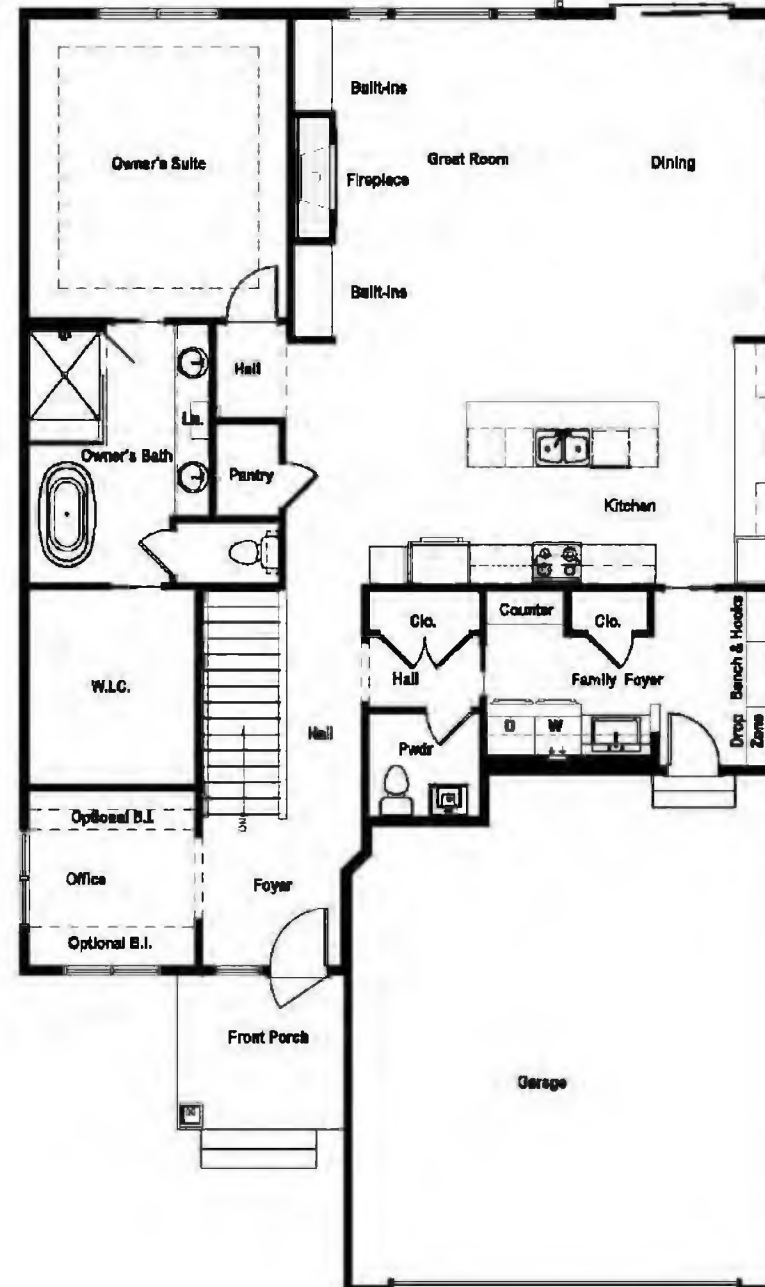 Built-Ins
Owner's Suite
Great Room
Dining
Fireplace
Built-Ins
Hall
Lin.
Owner's Bath
Pantry
Kitchen
Clo.
Counter
Clo.
Drop Bench & Hooks
Zone
W.I.C.
Hall
Family Foyer
Hall
D
W
Pwdr
Optional B.I.
Office
Foyer
Optional B.I.
Front Porch
Garage